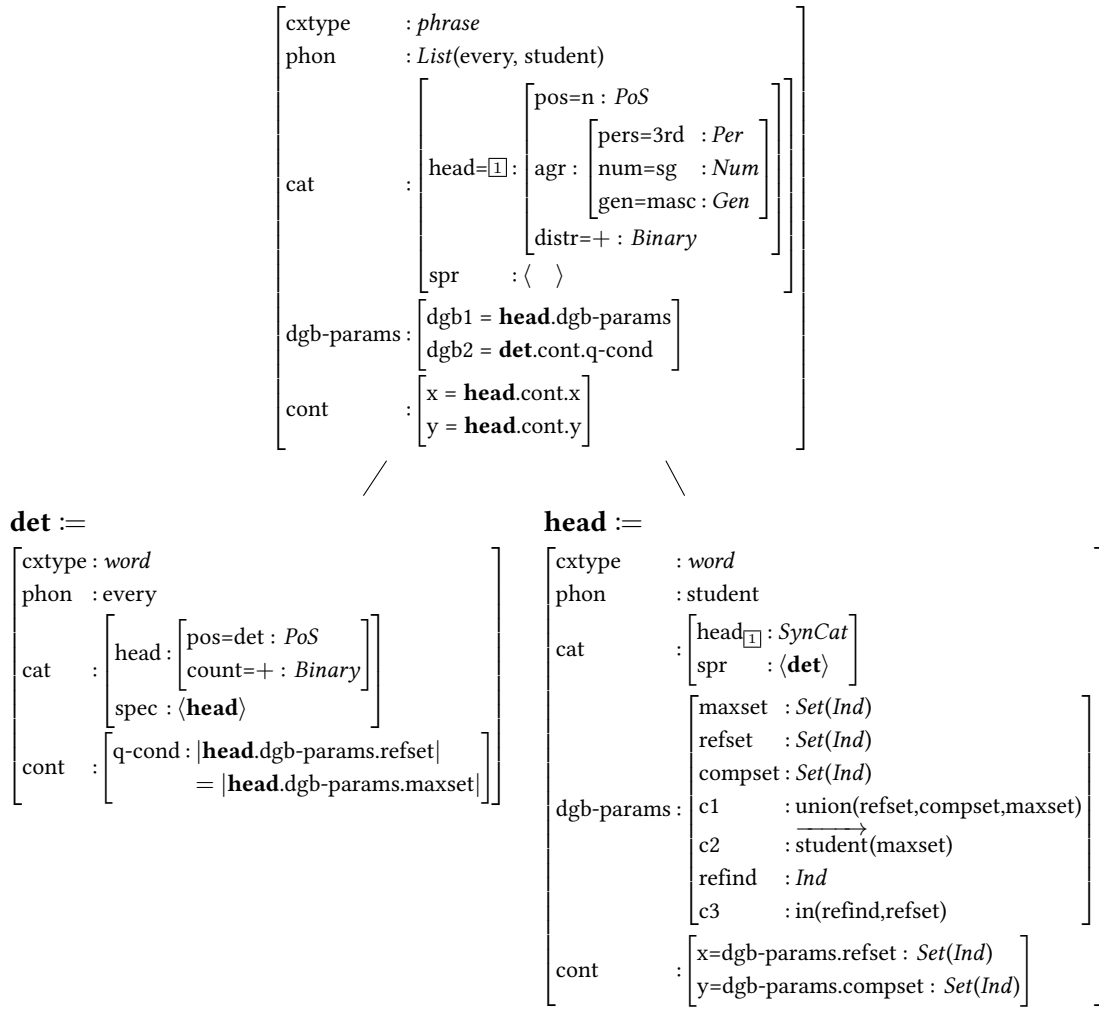 cxtype : phrase
phon : List(every, student)
pos=n : PoS
pers=3rd : Per
head=1 : agr : num=sg : Num
cat :
gen=masc : Gen
distr=+ : Binary
spr : ⟨ ⟩
dgb1 = head.dgb-params
dgb-params :
dgb2 = det.cont.q-cond
x = head.cont.x
cont :
y = head.cont.y
det :=
cxtype : word
phon : every
pos=det : PoS
head :
count=+ : Binary
cat :
spec : ⟨head⟩
q-cond : |head.dgb-params.refset|
cont :
= |head.dgb-params.maxset|
head :=
cxtype : word
phon : student
head1 : SynCat
cat :
spr : ⟨det⟩
maxset : Set(Ind)
refset : Set(Ind)
compset : Set(Ind)
dgb-params : c1 : union(refset,compset,maxset)
c2 : student(maxset)
refind : Ind
c3 : in(refind,refset)
x=dgb-params.refset : Set(Ind)
cont :
y=dgb-params.compset : Set(Ind)